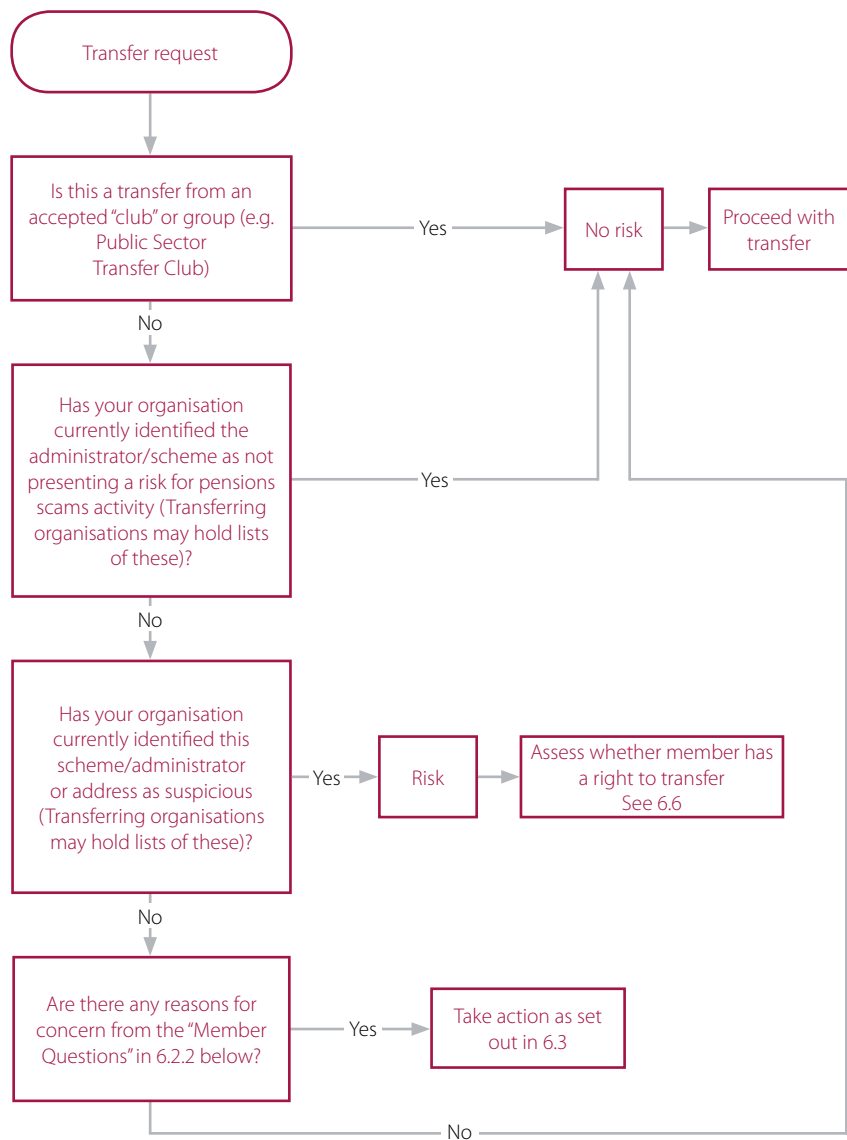 Transfer request
Is this a transfer from an
accepted “club” or group (e.g.
Public Sector
Transfer Club)
Yes
No risk
Proceed with
transfer
No
Has your organisation
currently identified the
administrator/scheme as not
presenting a risk for pensions
scams activity (Transferring
organisations may hold lists
of these)?
Yes
No
Has your organisation
currently identified this
scheme/administrator
or address as suspicious
(Transferring organisations
may hold lists of these)?
Yes
Risk
Assess whether member has
a right to transfer
See 6.6
No
Are there any reasons for
concern from the “Member
Questions” in 6.2.2 below?
Yes
Take action as set
out in 6.3
No